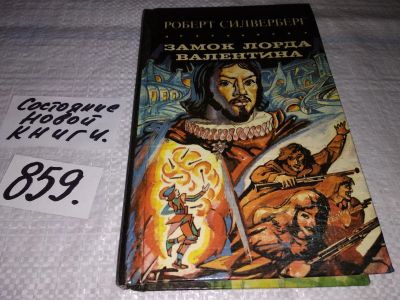 РОБЕРТ СИЛВЕРБЕРГ
ЗАМОК ЛОРДА
ВАЛЕНТИНА
Состояние
новой
книги.
859.